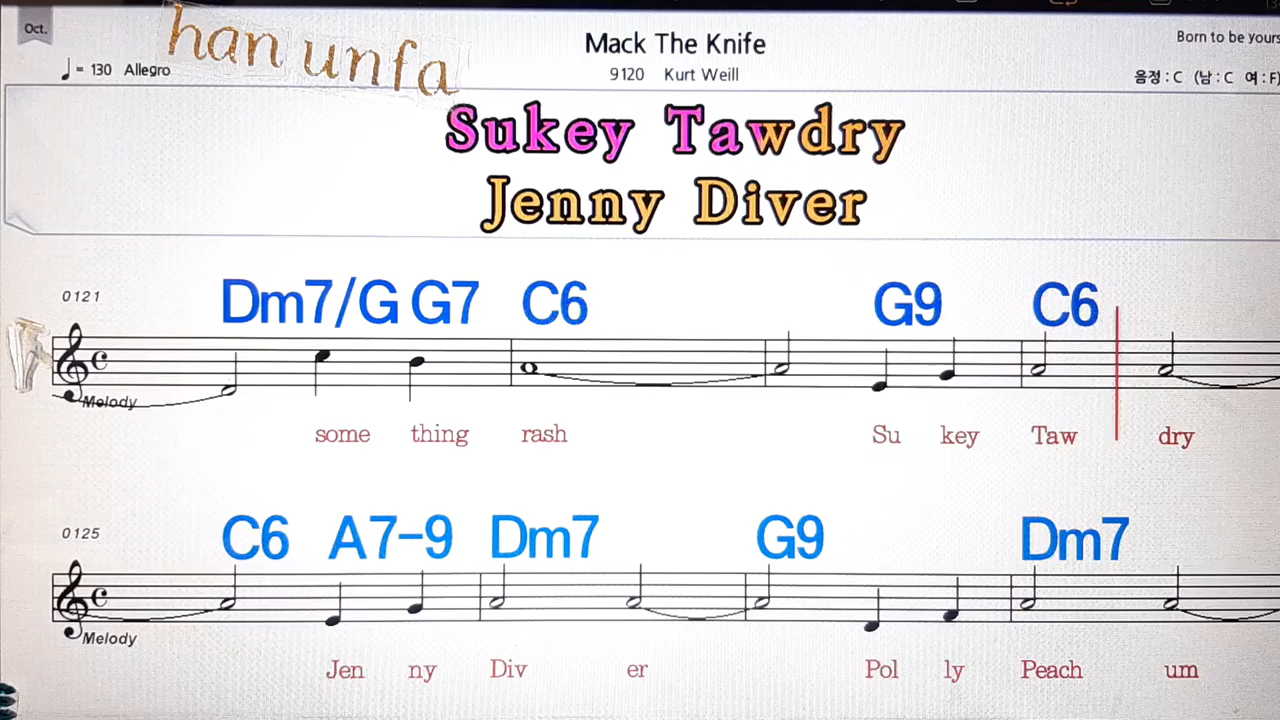 Oct.
han unfa
Mack The Knife
Born to be yours
♩ = 130 Allegro
9120 Kurt Weill
음정 : C (남 : C 여 : F)
Sukey Tawdry
Jenny Diver
0121
Dm7/G G7 C6 G9 C6
Melody
some thing rash Su key Taw dry
0125
C6 A7-9 Dm7 G9 Dm7
Melody
Jen ny Div er Pol ly Peach um